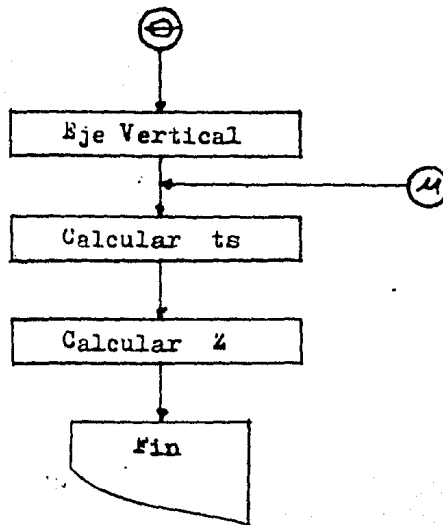 θ
Eje Vertical
μ
Calcular ts
Calcular Z
Fin